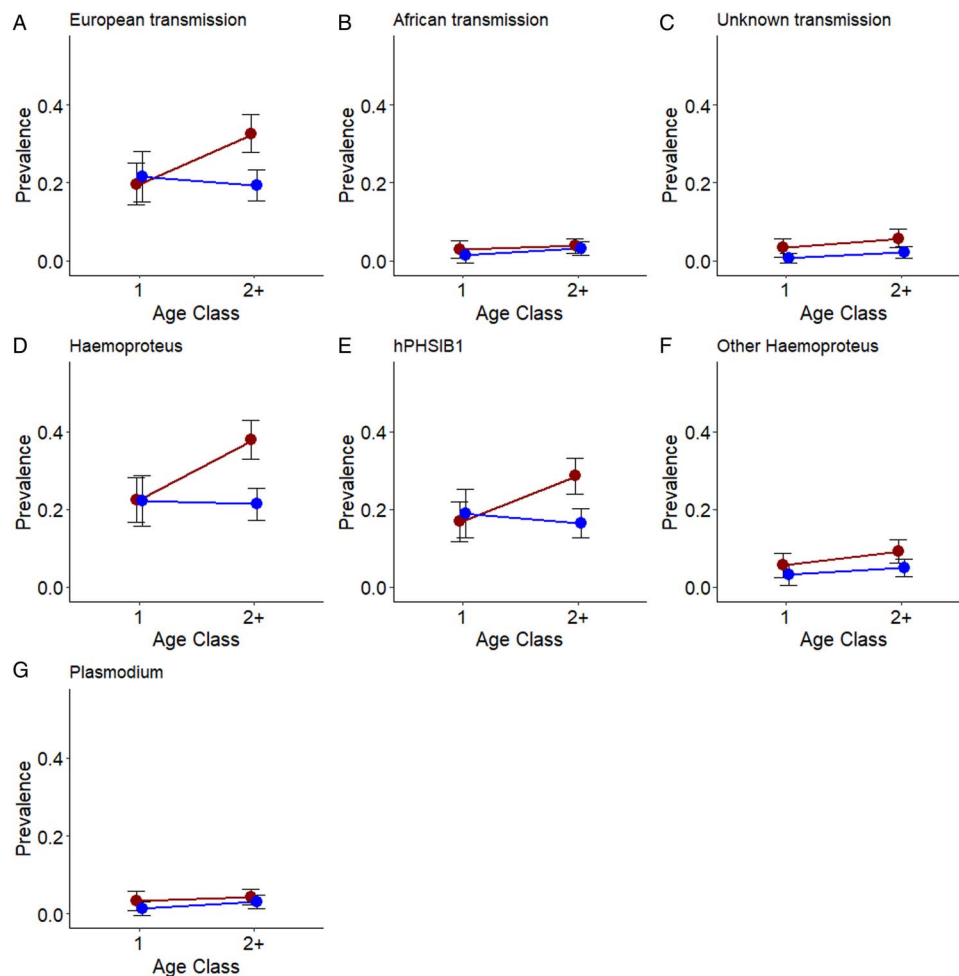 A European transmission
Prevalence
0.4
0.2
0.0
1 2+
Age Class
B African transmission
Prevalence
0.4
0.2
0.0
1 2+
Age Class
C Unknown transmission
Prevalence
0.4
0.2
0.0
1 2+
Age Class
D Haemoproteus
Prevalence
0.4
0.2
0.0
1 2+
Age Class
E hPHSIB1
Prevalence
0.4
0.2
0.0
1 2+
Age Class
F Other Haemoproteus
Prevalence
0.4
0.2
0.0
1 2+
Age Class
G Plasmodium
Prevalence
0.4
0.2
0.0
1 2+
Age Class